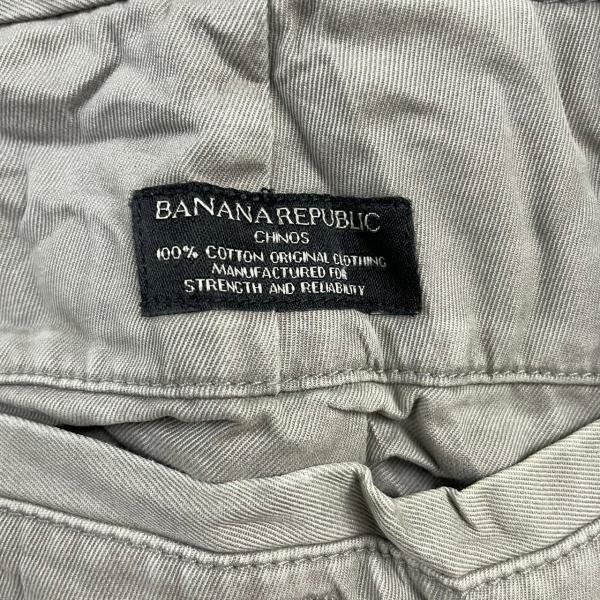 BANANA REPUBLIC
CHINOS
100% COTTON ORIGINAL CLOTHING
MANUFACTURED FOR
STRENGTH AND RELIABILITY